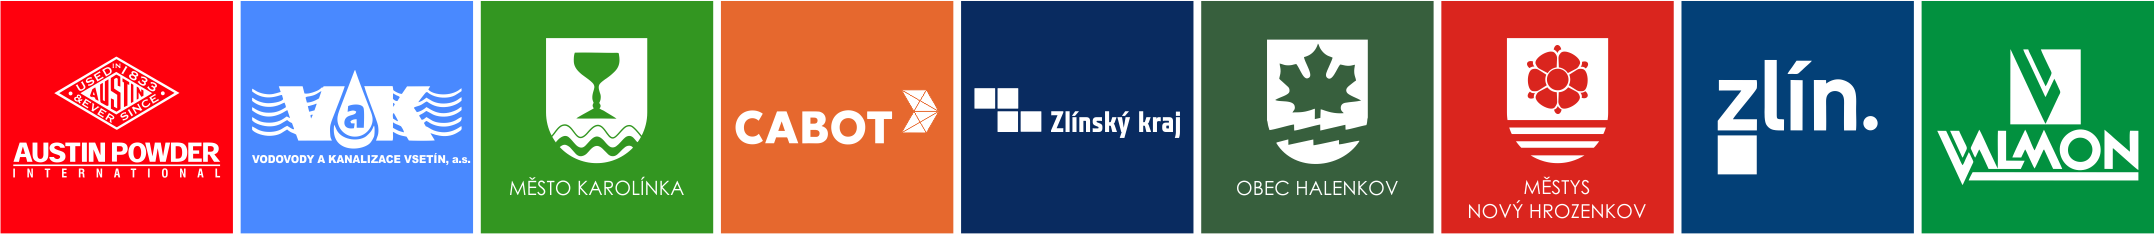 USED IN 1833
AUSTIN
& EVER SINCE
AUSTIN POWDER
INTERNATIONAL
VaK
VODOVODY A KANALIZACE VSETÍN, a.s.
MĚSTO KAROLÍNKA
CABOT
Zlínský kraj
OBEC HALENKOV
MĚSTYS
NOVÝ HROZENKOV
zlín.
VALMON